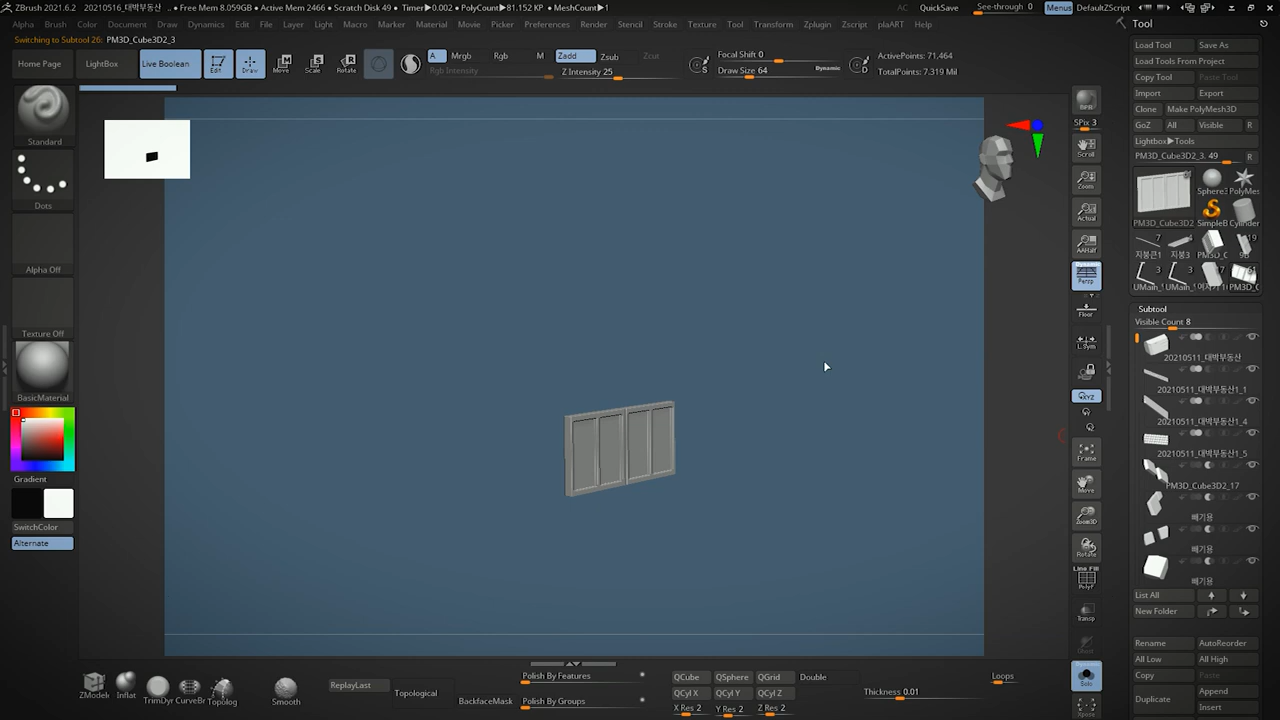 ZBrush 2021.6.2 20210516_대박부동산 • Free Mem 8.059GB • Active Mem 2466 • Scratch Disk 49 • Timer▶0.002 • PolyCount▶81.152 KP • MeshCount▶1 AC QuickSave See-through 0 Menus DefaultZScript
Alpha Brush Color Document Draw Dynamics Edit File Layer Light Macro Marker Material Movie Picker Preferences Render Stencil Stroke Texture Tool Transform Zplugin plaART Zscript Help
Switching to Subtool 26: PM3D_Cube3D2_3
Home Page
LightBox
Live Boolean
Edit
Draw
Move
Scale
Rotate
A Mrgb Rgb M
Rgb Intensity
Zadd Zsub Zcut
Z Intensity 25
Focal Shift 0
Draw Size 64 Dynamic
S
D
ActivePoints: 71,464
TotalPoints: 7.319 Mil
Standard
Dots
Alpha Off
Texture Off
BasicMaterial
Gradient
SwitchColor
Alternate
BPR
SPix 3
Scroll
Zoom
Actual
AAHalf
Dynamic
Persp
Floor
L.Sym
XYZ
Frame
Move
Zoom3D
Rotate
Line Fill
PolyF
Transp
Ghost
Dynamic
Solo
Xpose
Tool
Load Tool Save As
Load Tools From Project
Copy Tool Paste Tool
Import Export
Clone Make PolyMesh3D
GoZ All Visible R
Lightbox▶Tools
PM3D_Cube3D2_3. 49 R
PM3D_Cube3D2
Sphere3 PolyMes
SimpleB Cylinder
7 4 19
지붕큰1 지붕3 PM3D_C
3 3
UMain_ UMain_ PM3D_C
Subtool
Visible Count 8
20210511_대박부동산
20210511_대박부동산1_1
20210511_대박부동산1_4
20210511_대박부동산1_5
PM3D_Cube3D2_17
빼기용
빼기용
빼기용
List All
New Folder
Rename AutoReorder
All Low All High
Copy Paste
Duplicate Append
Insert
ZModel Inflat TrimDyn CurveBr Topolog
Smooth
ReplayLast
Topological
BackfaceMask
Polish By Features
Polish By Groups
QCube QSphere QGrid Double
QCyl X QCyl Y QCyl Z
X Res 2 Y Res 2 Z Res 2
Thickness 0.01
Loops